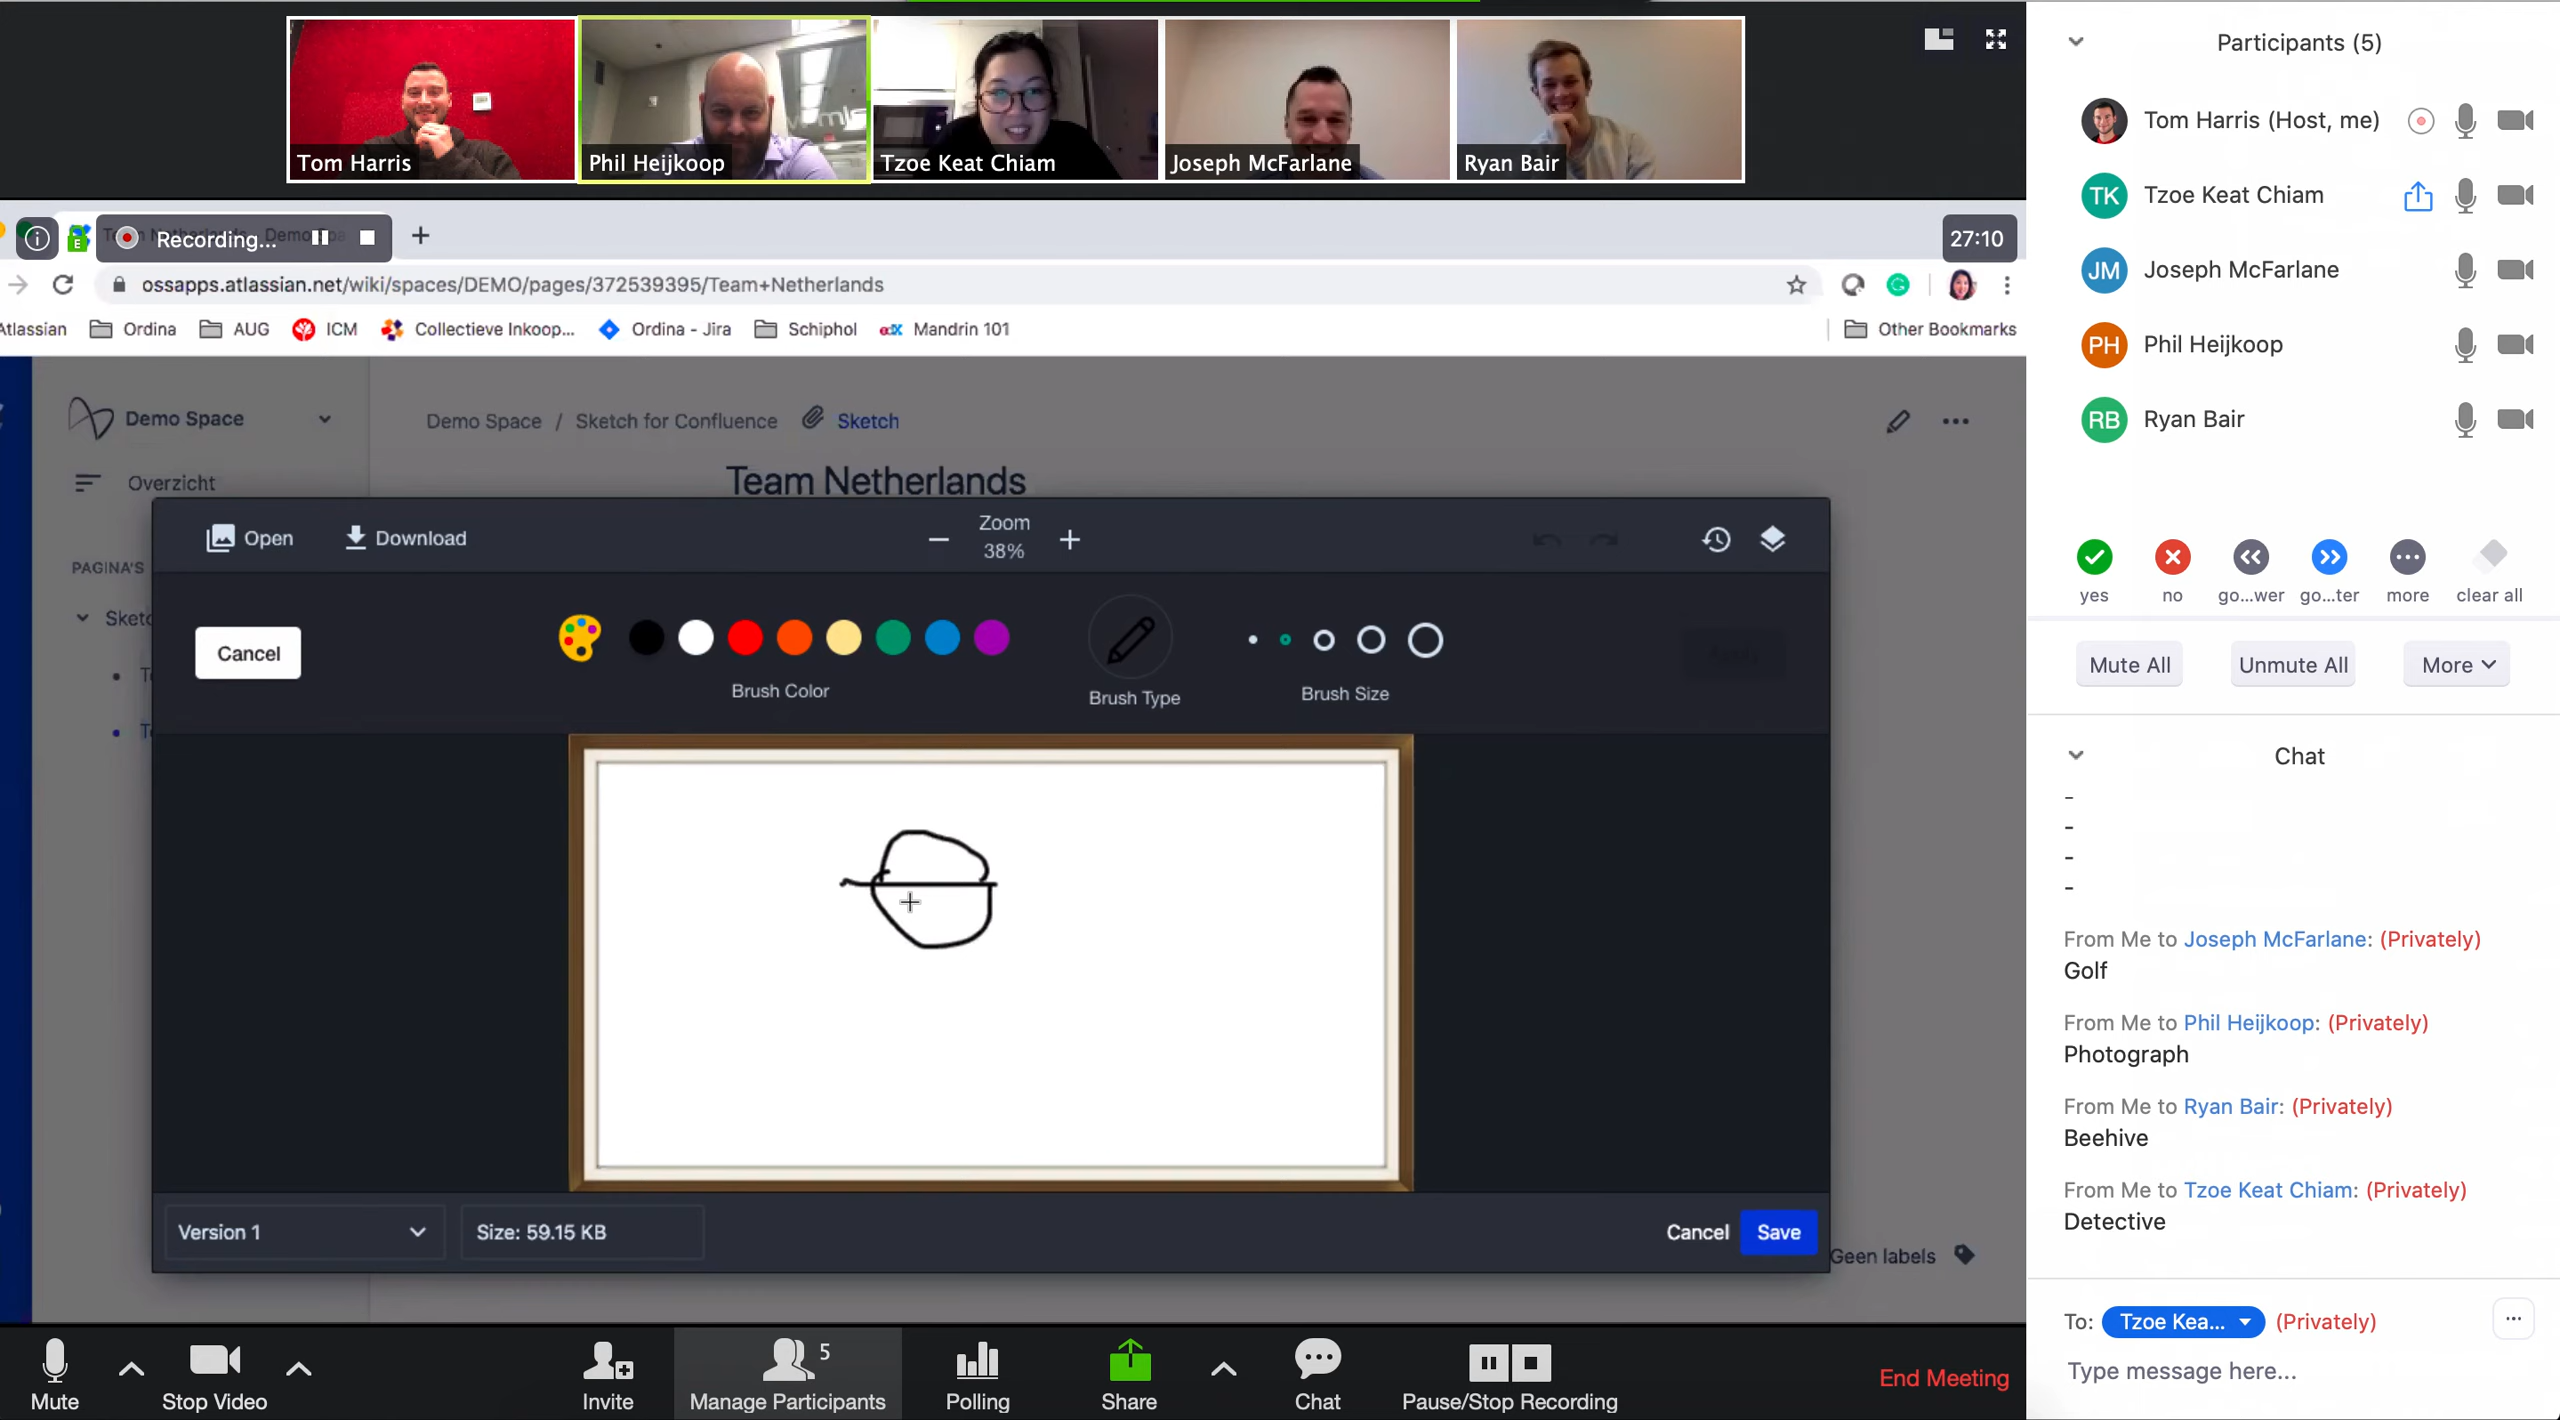 Tom Harris
Phil Heijkoop
Tzoe Keat Chiam
Joseph McFarlane
Ryan Bair
Recording...
27:10
ossapps.atlassian.net/wiki/spaces/DEMO/pages/372539395/Team+Netherlands
Atlassian
Ordina
AUG
ICM
Collectieve Inkoop...
Ordina - Jira
Schiphol
Mandrin 101
Other Bookmarks
Demo Space
Demo Space / Sketch for Confluence
Sketch
Overzicht
Team Netherlands
PAGINA'S
Open
Download
Zoom
38%
Cancel
Brush Color
Brush Type
Brush Size
Version 1
Size: 59.15 KB
Cancel
Save
Geen labels
Mute
Stop Video
Invite
5
Manage Participants
Polling
Share
Chat
Pause/Stop Recording
End Meeting
Participants (5)
Tom Harris (Host, me)
TK Tzoe Keat Chiam
JM Joseph McFarlane
PH Phil Heijkoop
RB Ryan Bair
yes
no
go...wer
go...ter
more
clear all
Mute All
Unmute All
More
Chat
-
-
-
-
From Me to Joseph McFarlane: (Privately)
Golf
From Me to Phil Heijkoop: (Privately)
Photograph
From Me to Ryan Bair: (Privately)
Beehive
From Me to Tzoe Keat Chiam: (Privately)
Detective
To: Tzoe Kea... (Privately)
Type message here...